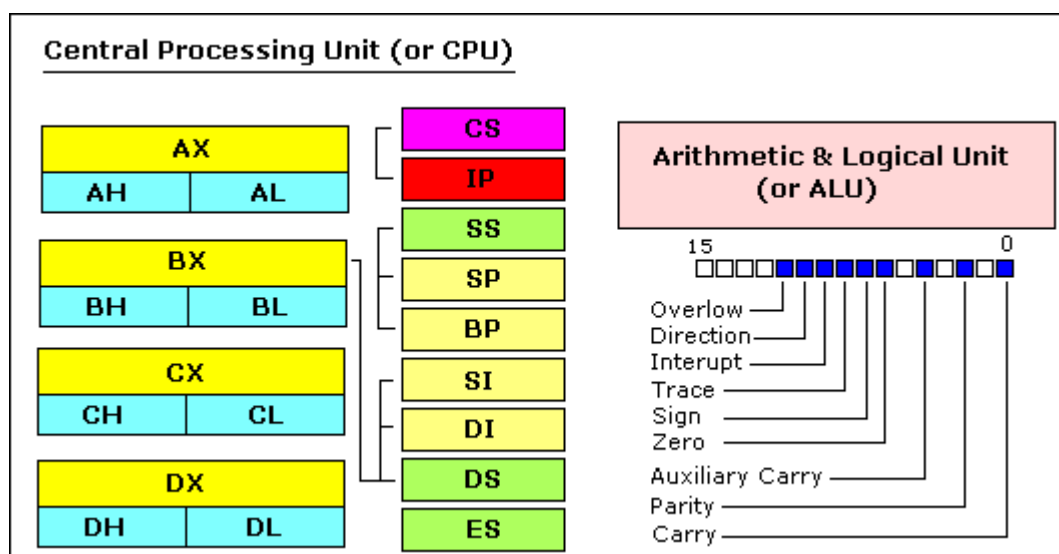 Central Processing Unit (or CPU)
AX
AH AL
BX
BH BL
CX
CH CL
DX
DH DL
CS
IP
SS
SP
BP
SI
DI
DS
ES
Arithmetic & Logical Unit
(or ALU)
15 0
Overlow
Direction
Interupt
Trace
Sign
Zero
Auxiliary Carry
Parity
Carry